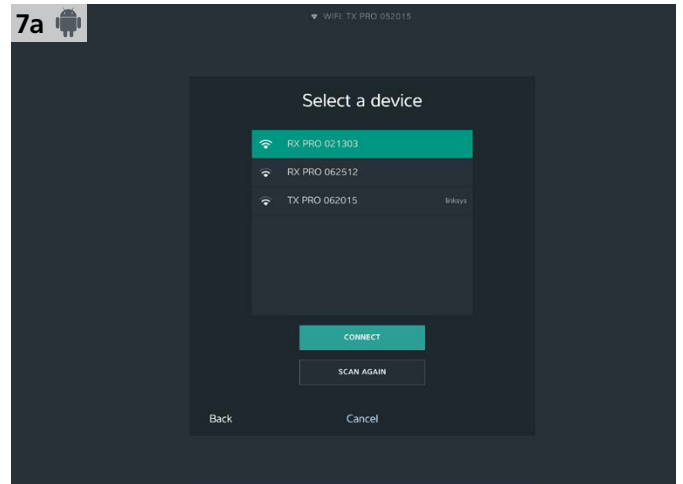 7a
WIFI: TX PRO 052015
Select a device
RX PRO 021303
RX PRO 062512
TX PRO 062015 linksys
CONNECT
SCAN AGAIN
Back Cancel